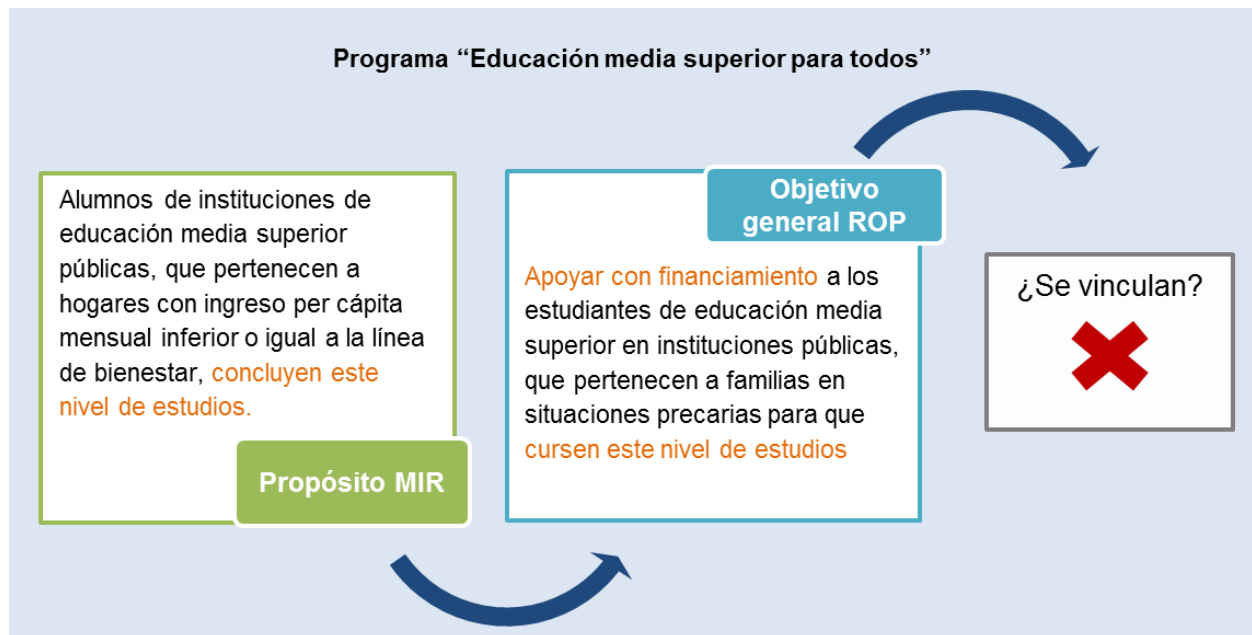 Programa “Educación media superior para todos”
Alumnos de instituciones de
educación media superior
públicas, que pertenecen a
hogares con ingreso per cápita
mensual inferior o igual a la línea
de bienestar, concluyen este
nivel de estudios.
Propósito MIR
Objetivo
general ROP
Apoyar con financiamiento a los
estudiantes de educación media
superior en instituciones públicas,
que pertenecen a familias en
situaciones precarias para que
cursen este nivel de estudios
¿Se vinculan?